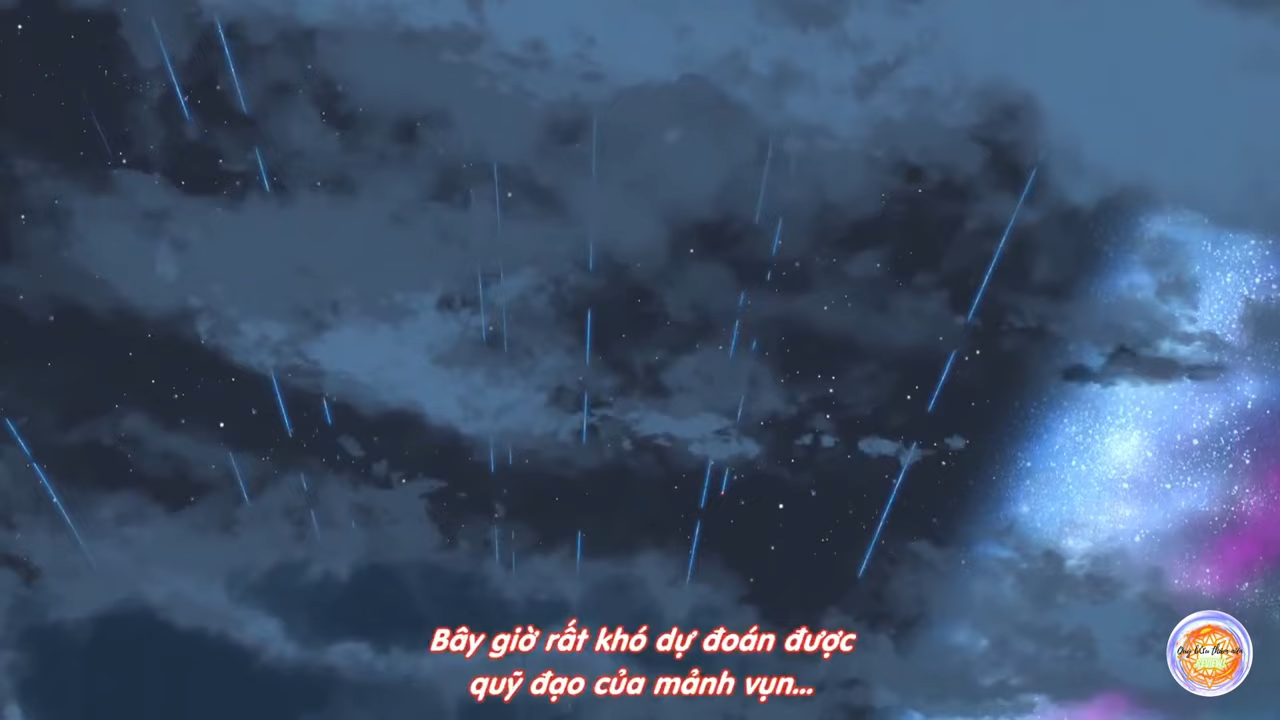 Bây giờ rất khó dự đoán được
quỹ đạo của mảnh vụn...